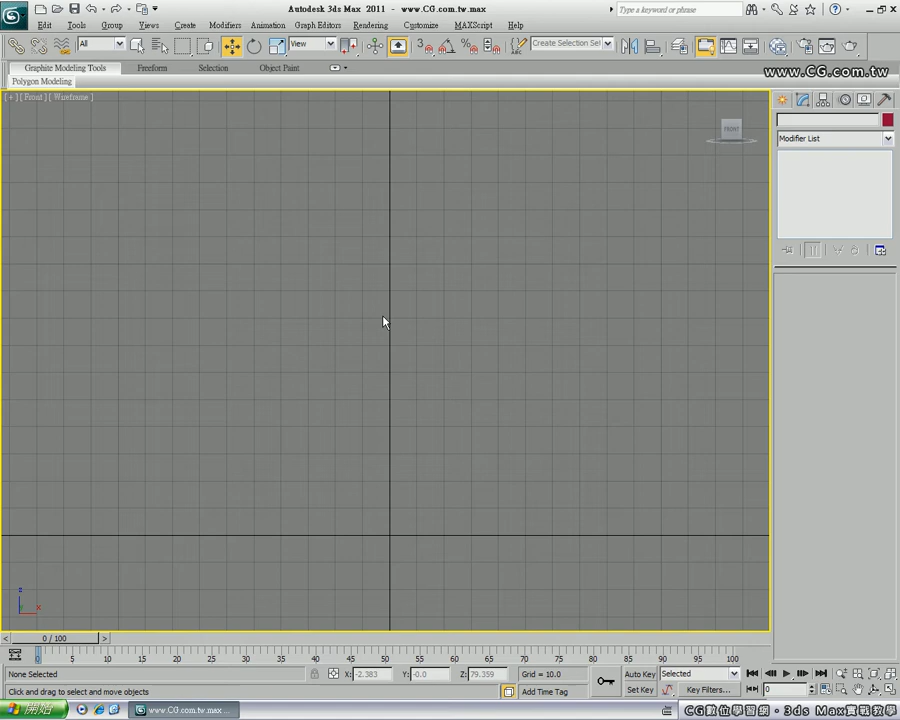 Autodesk 3ds Max 2011 - www.CG.com.tw.max
Type a keyword or phrase
Edit Tools Group Views Create Modifiers Animation Graph Editors Rendering Customize MAXScript Help
All View 3 Create Selection Set
Graphite Modeling Tools Freeform Selection Object Paint
www.CG.com.tw
Polygon Modeling
[ + ] [ Front ] [ Wireframe ]
FRONT
Modifier List
z
x
0 / 100
0 5 10 15 20 25 30 35 40 45 50 55 60 65 70 75 80 85 90 95 100
None Selected X: -2.383 Y: -0.0 Z: 79.359 Grid = 10.0 Auto Key Selected
Click and drag to select and move objects Add Time Tag Set Key Key Filters... 0
開始 www.CG.com.tw.max ... CG數位學習網‧3ds Max實戰教學